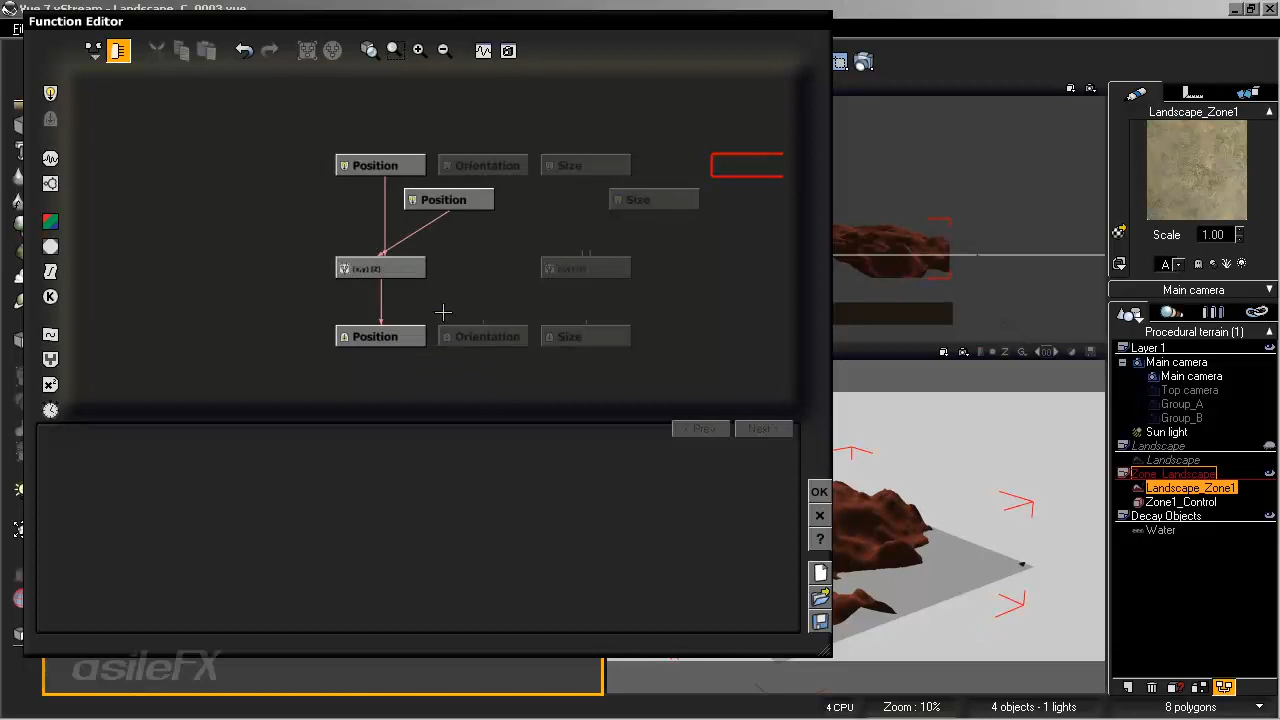 Vue 7 xStream - Landscape_C_0003.vue
Function Editor
Position
Orientation
Size
Position
Size
Position
Orientation
Size
< Prev
Next >
OK
?
asileFX
Landscape_Zone1
Scale
1.00
A
Main camera
Procedural terrain (1)
Layer 1
Main camera
Main camera
Top camera
Group_A
Group_B
Sun light
Landscape
Landscape
Zone_Landscape
Landscape_Zone1
Zone1_Control
Decay Objects
Water
4 CPU
Zoom : 10%
4 objects - 1 lights
8 polygons